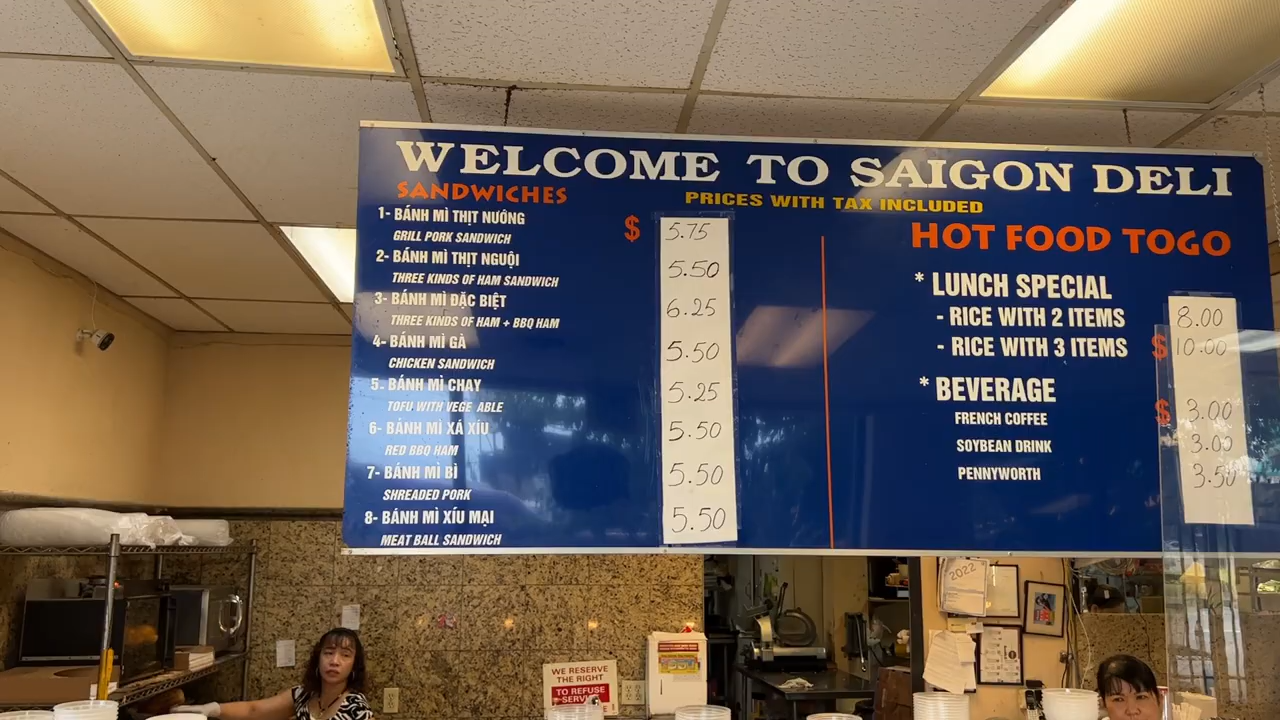 WELCOME TO SAIGON DELI
SANDWICHES
PRICES WITH TAX INCLUDED
1- BÁNH MÌ THỊT NUỚNG
GRILL PORK SANDWICH
$ 5.75
2- BÁNH MÌ THỊT NGUỘI
THREE KINDS OF HAM SANDWICH
5.50
3- BÁNH MÌ ĐẶC BIỆT
THREE KINDS OF HAM + BBQ HAM
6.25
4- BÁNH MÌ GÀ
CHICKEN SANDWICH
5.50
5. BÁNH MÌ CHAY
TOFU WITH VEGE ABLE
5.25
6- BÁNH MÌ XÁ XÍU
RED BBQ HAM
5.50
7- BÁNH MÌ BÌ
SHREADED PORK
5.50
8- BÁNH MÌ XÍU MẠI
MEAT BALL SANDWICH
5.50
HOT FOOD TOGO
* LUNCH SPECIAL
- RICE WITH 2 ITEMS 8.00
- RICE WITH 3 ITEMS $ 10.00
* BEVERAGE
FRENCH COFFEE $ 3.00
SOYBEAN DRINK 3.00
PENNYWORTH 3.50
2022
WE RESERVE
THE RIGHT
TO REFUSE
SERVICE